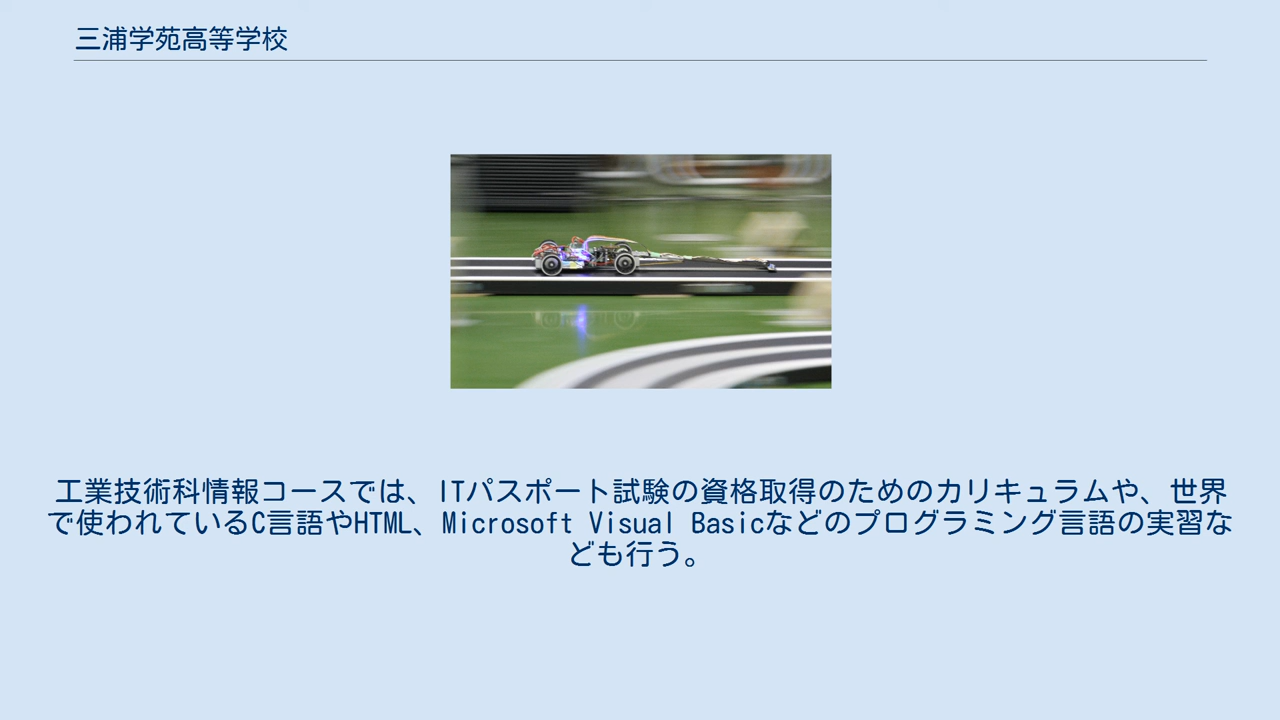 三浦学苑高等学校
工業技術科情報コースでは、ITパスポート試験の資格取得のためのカリキュラムや、世界
で使われているC言語やHTML、Microsoft Visual Basicなどのプログラミング言語の実習な
ども行う。